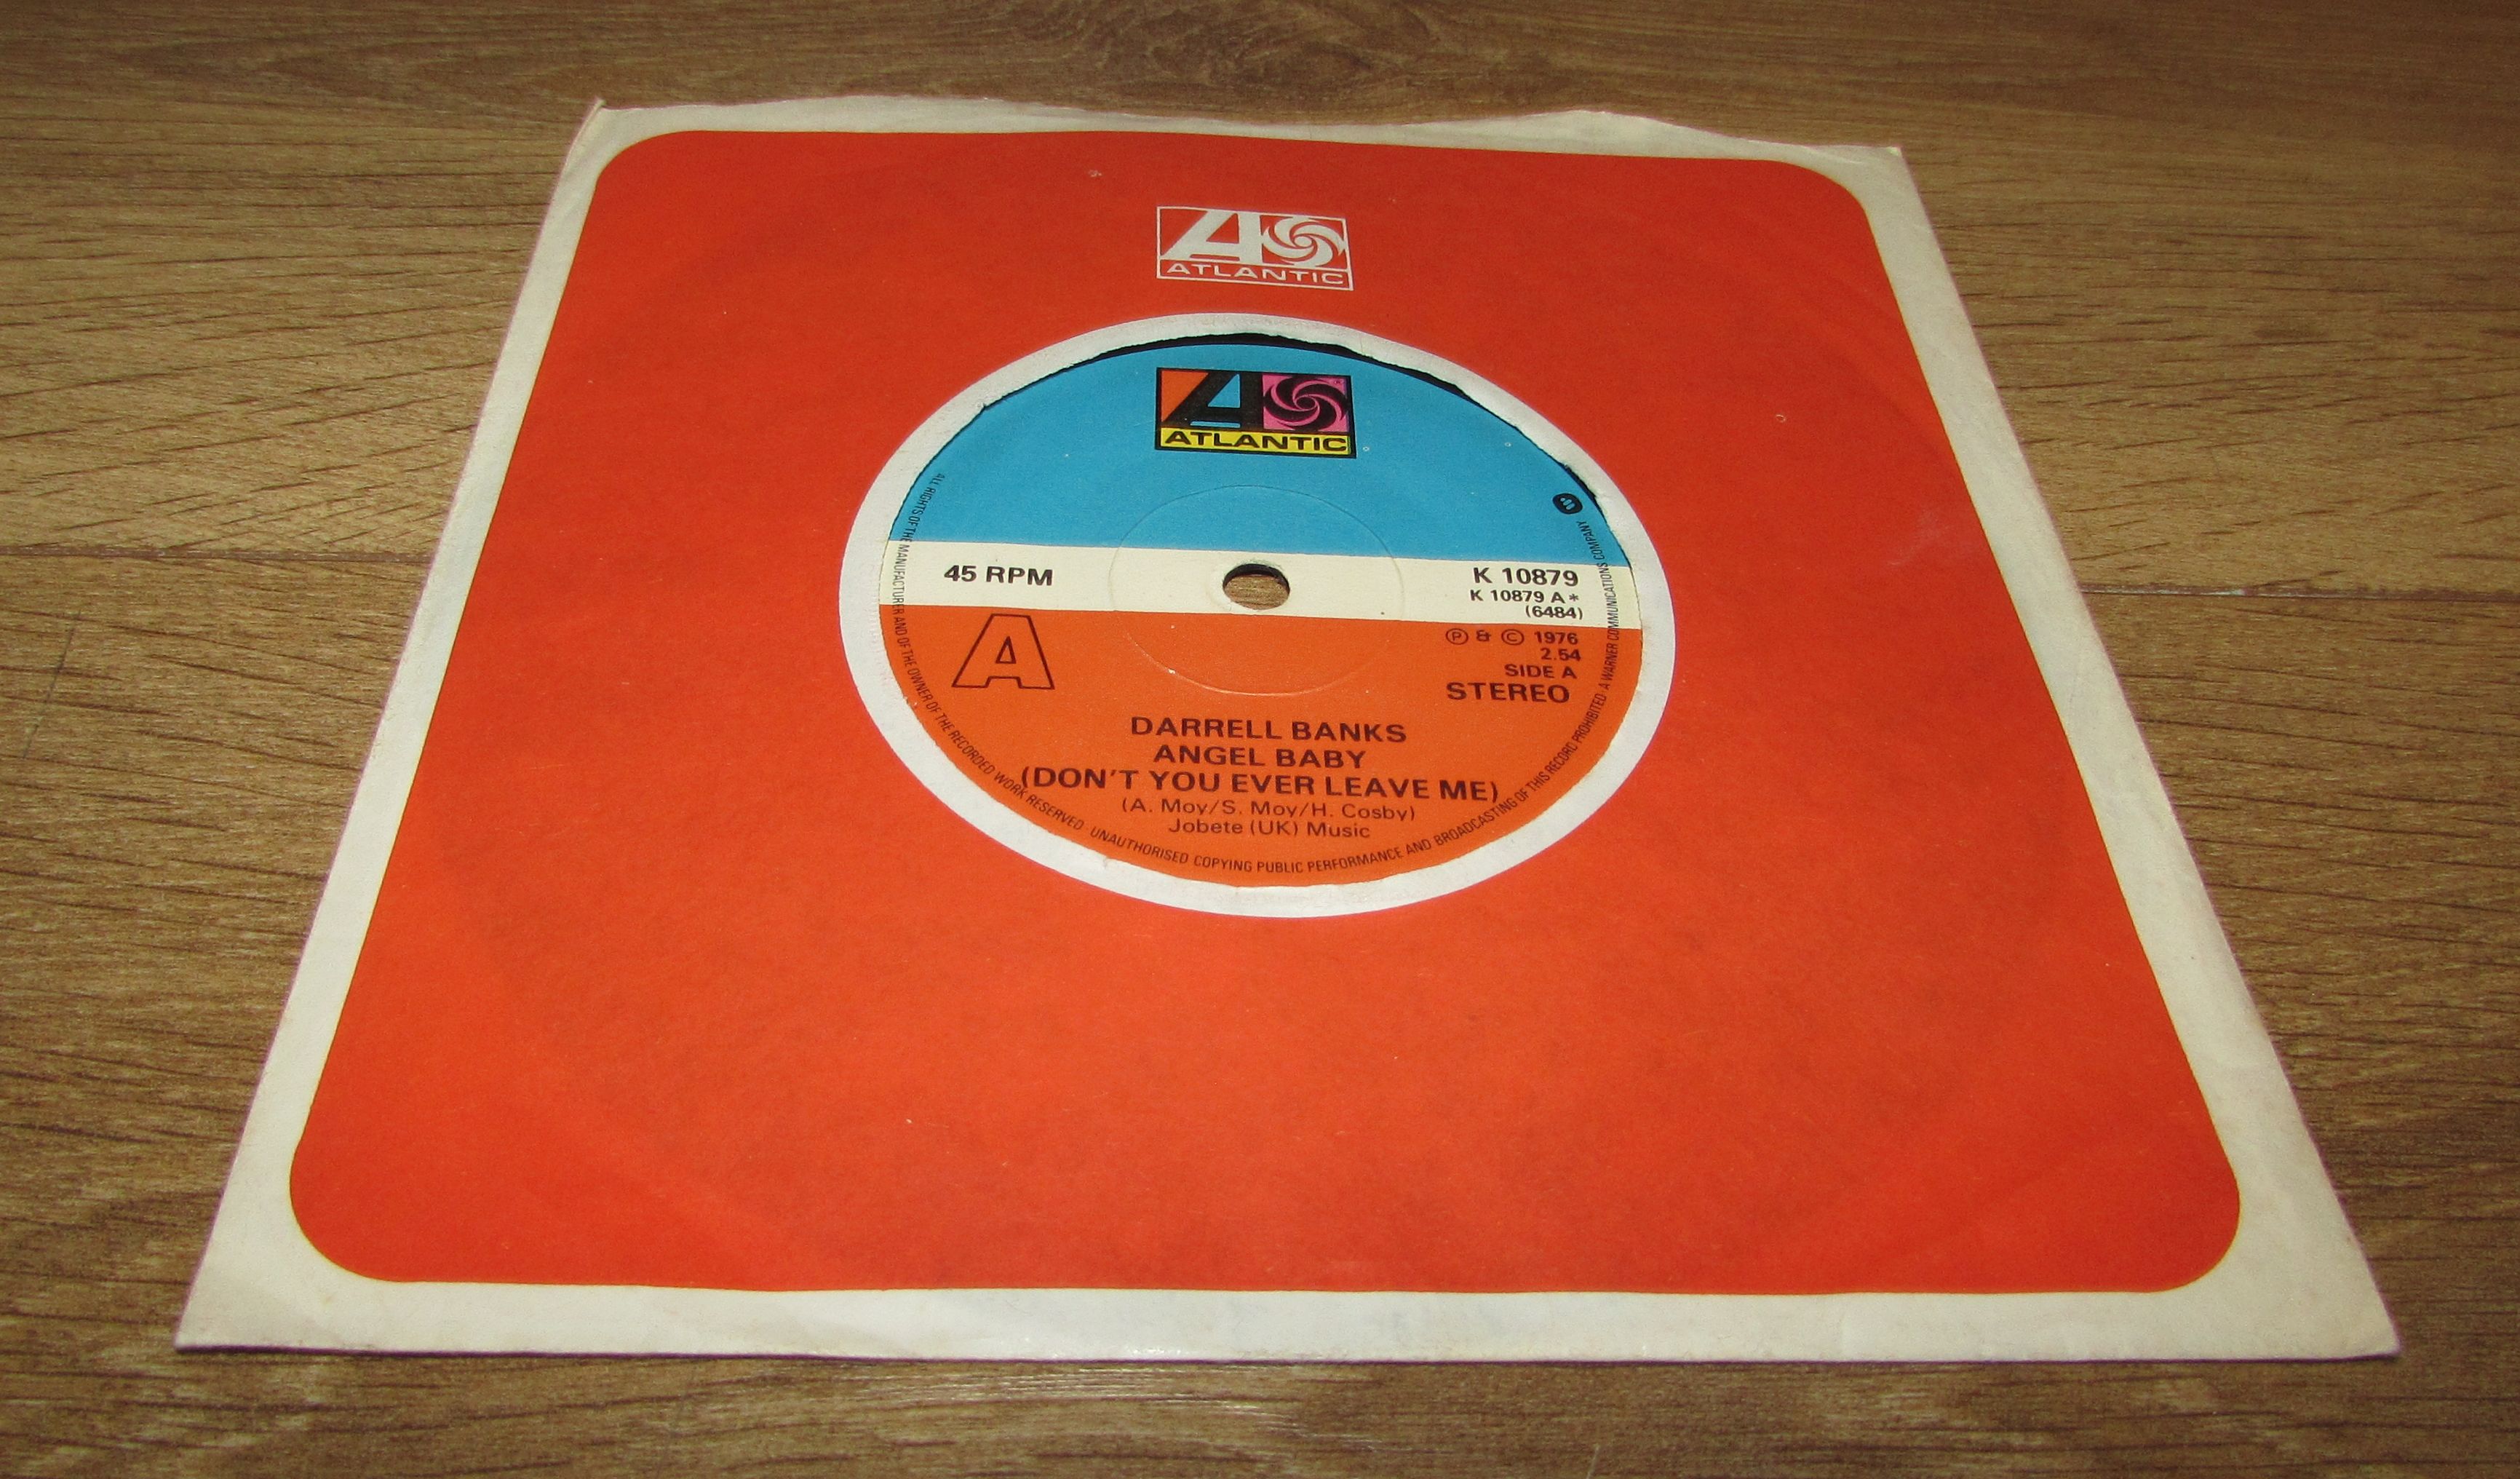 ATLANTIC
ATLANTIC
45 RPM
K 10879
K 10879 A*
(6484)
A
Ⓟ & © 1976
2.54
SIDE A
STEREO
DARRELL BANKS
ANGEL BABY
(DON'T YOU EVER LEAVE ME)
(A. Moy/S. Moy/H. Cosby)
Jobete (UK) Music
ALL RIGHTS OF THE MANUFACTURER AND OF THE OWNER OF THE RECORDED WORK RESERVED UNAUTHORISED COPYING PUBLIC PERFORMANCE AND BROADCASTING OF THIS RECORD PROHIBITED A WARNER COMMUNICATIONS COMPANY